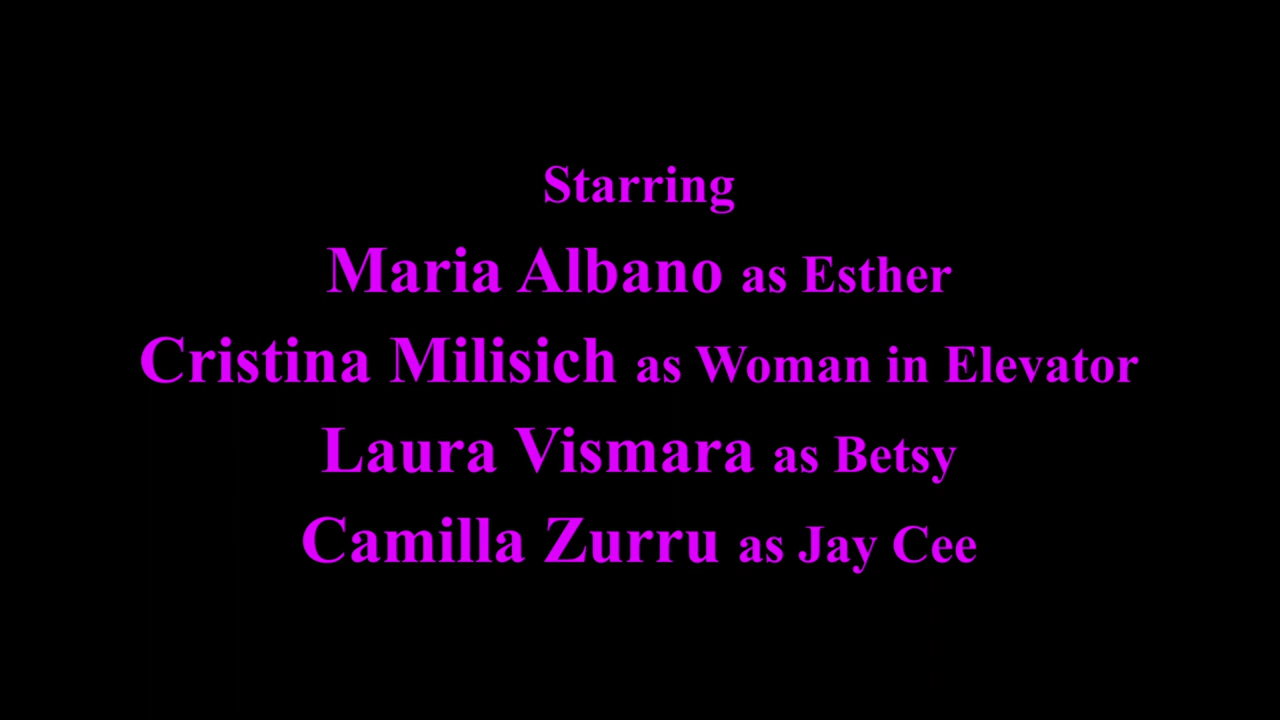 Starring
Maria Albano as Esther
Cristina Milisich as Woman in Elevator
Laura Vismara as Betsy
Camilla Zurru as Jay Cee